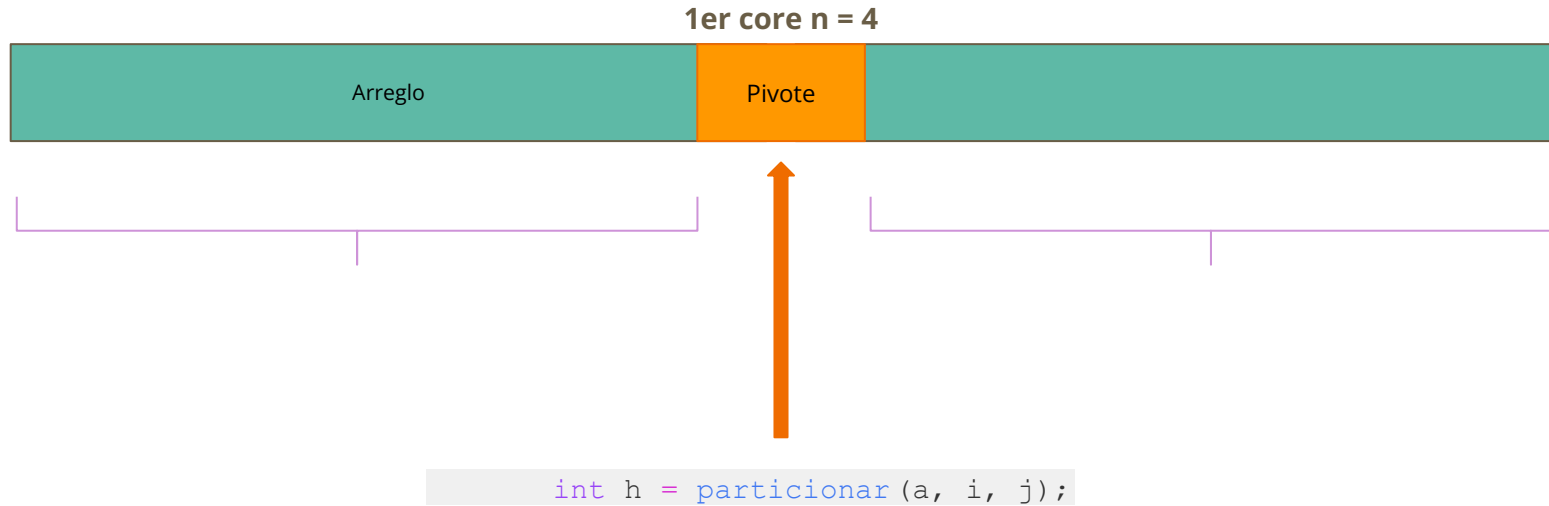 1er core n = 4
Arreglo
Pivote
int h = particionar(a, i, j);